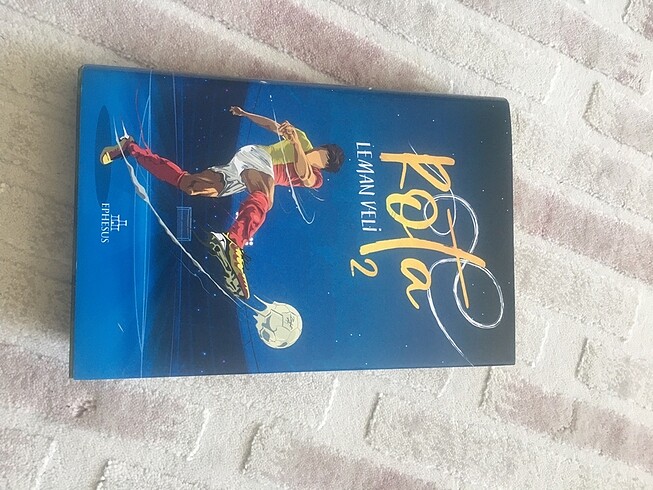 Rota
2
LEMAN VELİ
EPHESUS